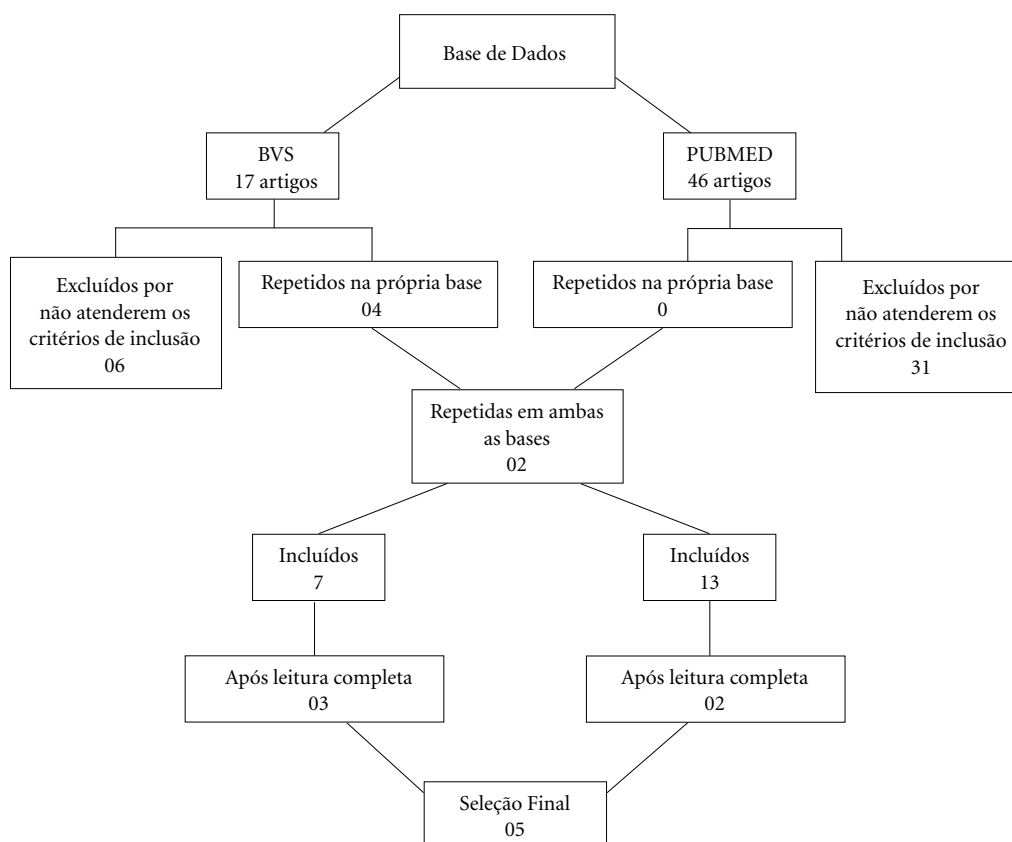 Base de Dados
BVS
17 artigos
PUBMED
46 artigos
Excluídos por
não atenderem os
critérios de inclusão
06
Repetidos na própria base
04
Repetidos na própria base
0
Excluídos por
não atenderem os
critérios de inclusão
31
Repetidas em ambas
as bases
02
Incluídos
7
Incluídos
13
Após leitura completa
03
Após leitura completa
02
Seleção Final
05